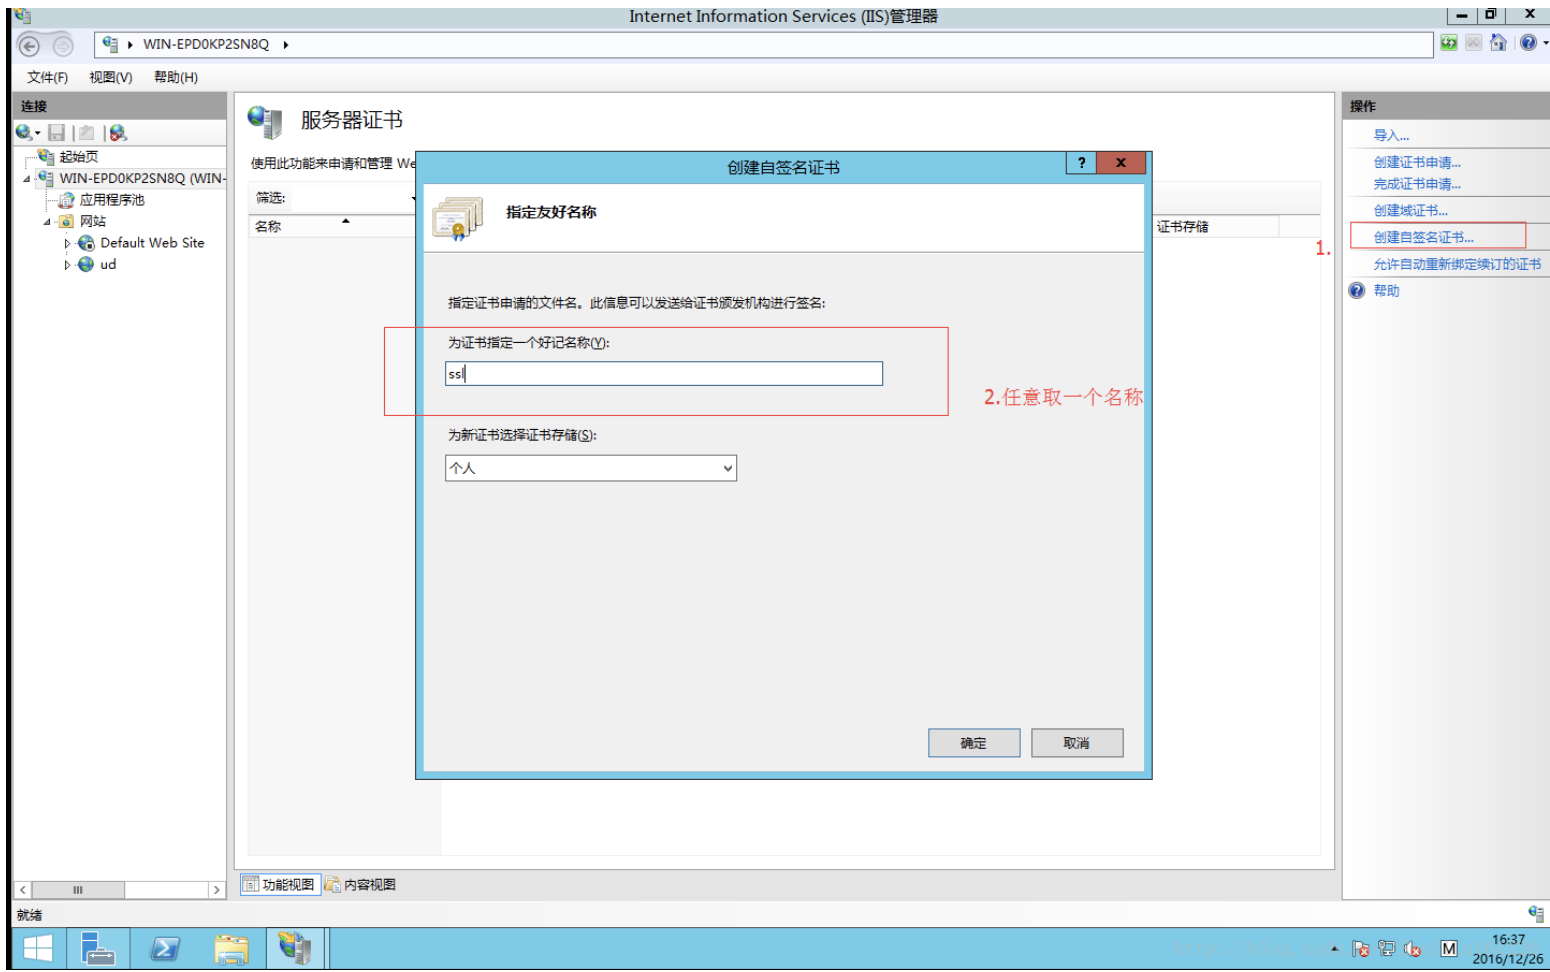 Internet Information Services (IIS)管理器
WIN-EPD0KP2SN8Q
文件(F) 视图(V) 帮助(H)
连接
起始页
WIN-EPD0KP2SN8Q (WIN-
应用程序池
网站
Default Web Site
ud
服务器证书
使用此功能来申请和管理 We
筛选:
名称
证书存储
创建自签名证书
指定友好名称
指定证书申请的文件名。此信息可以发送给证书颁发机构进行签名:
为证书指定一个好记名称(Y):
ssl
2.任意取一个名称
为新证书选择证书存储(S):
个人
确定 取消
操作
导入...
创建证书申请...
完成证书申请...
创建域证书...
1.
创建自签名证书...
允许自动重新绑定续订的证书
帮助
功能视图 内容视图
就绪
M
16:37
2016/12/26